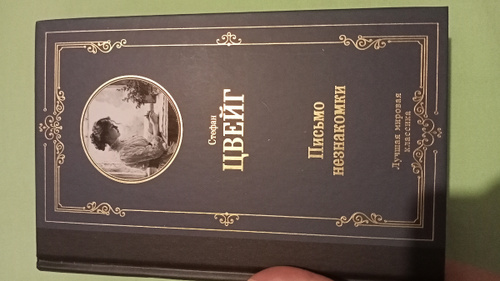 Стефан
ЦВЕЙГ
Письмо
незнакомки
Лучшая мировая
классика